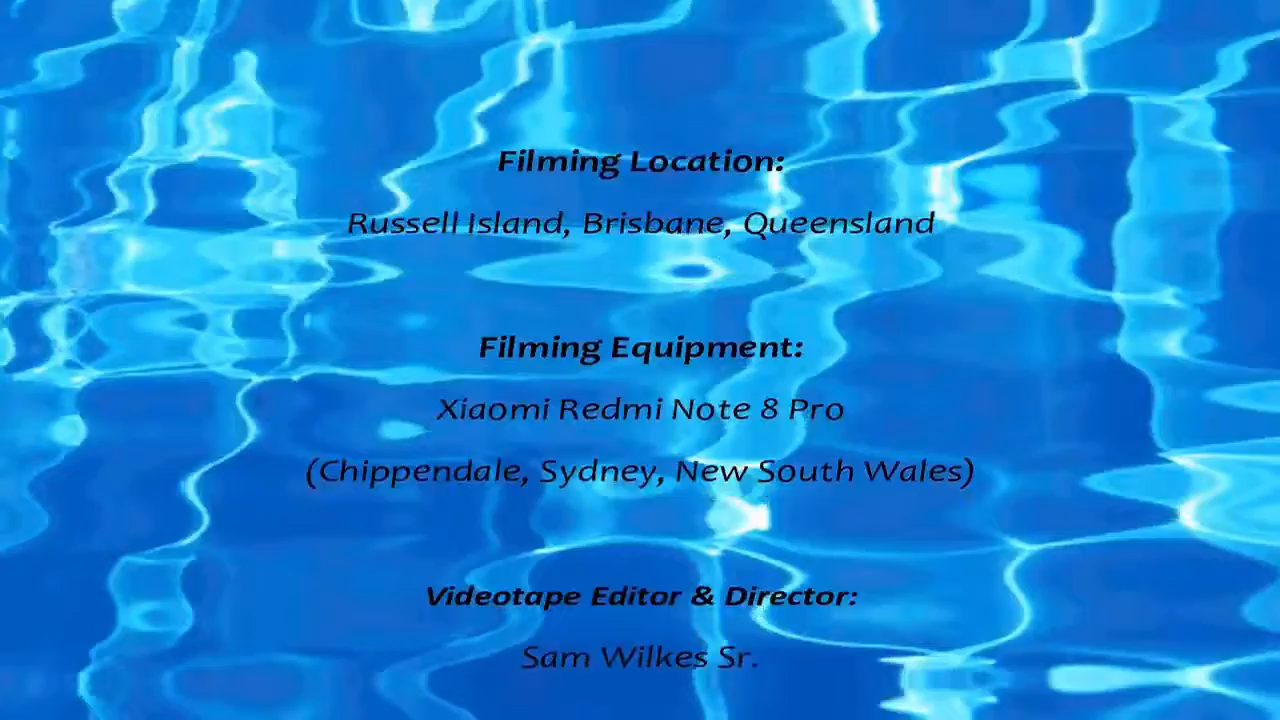 Filming Location:
Russell Island, Brisbane, Queensland
Filming Equipment:
Xiaomi Redmi Note 8 Pro
(Chippendale, Sydney, New South Wales)
Videotape Editor & Director:
Sam Wilkes Sr.